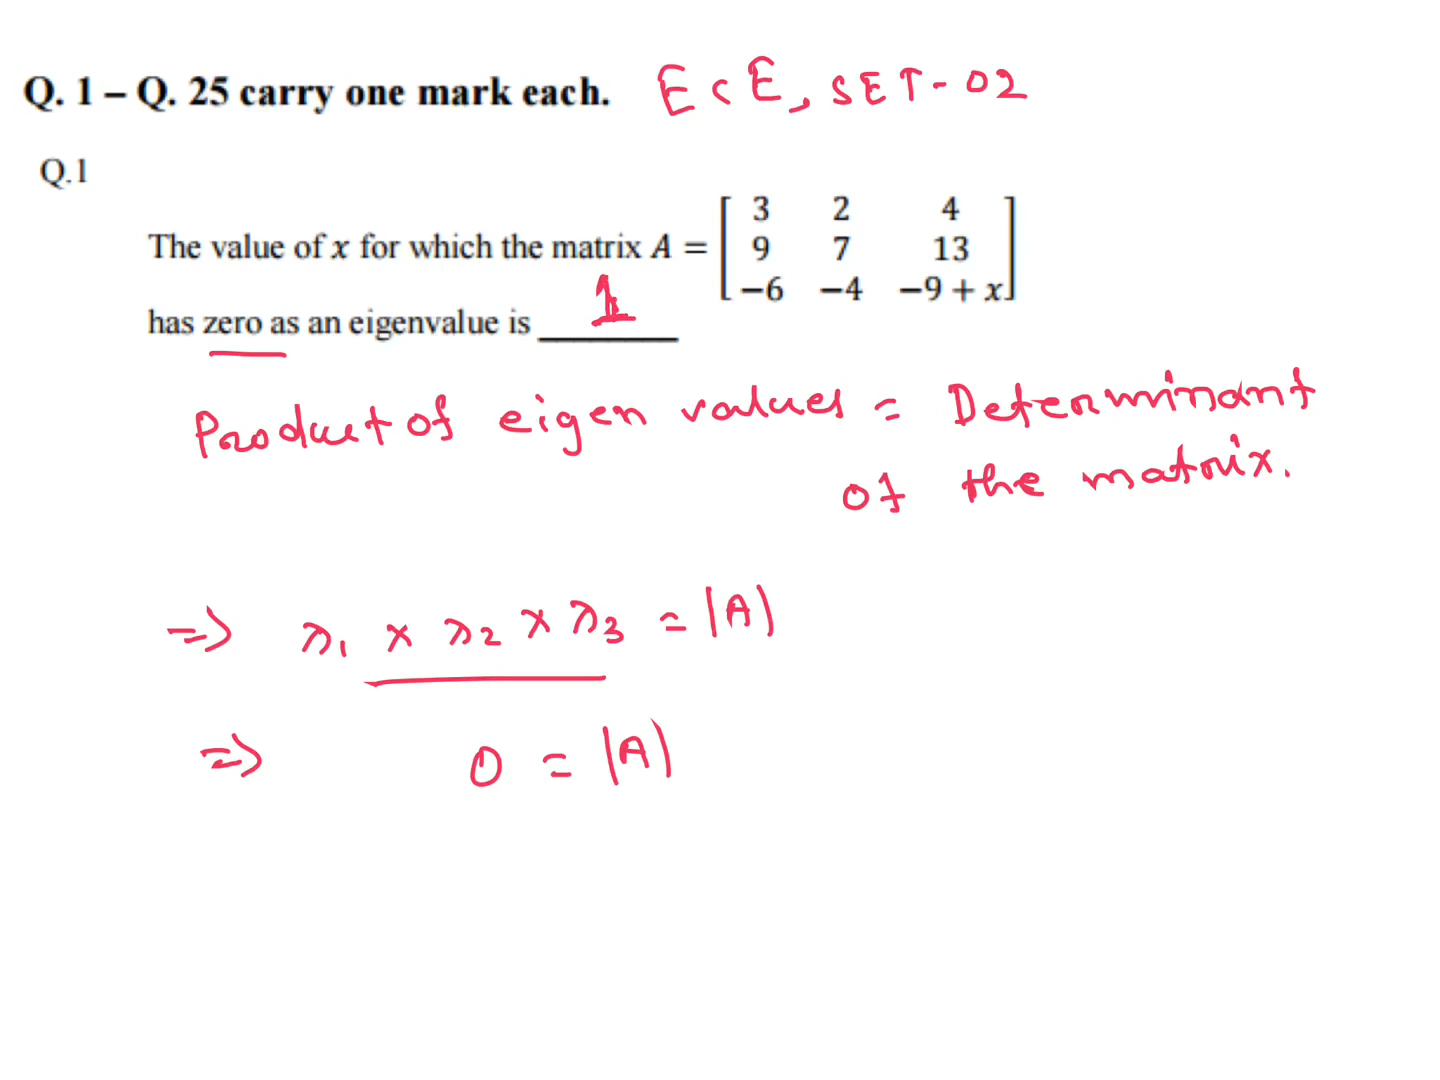 Q. 1 – Q. 25 carry one mark each. ECE, SET-02
Q.1
The value of x for which the matrix A = [ 3 2 4
9 7 13
−6 −4 −9 + x ]
has zero as an eigenvalue is 1
Product of eigen values = Determinant
of the matrix.
=> λ1 × λ2 × λ3 = |A|
=> 0 = |A|